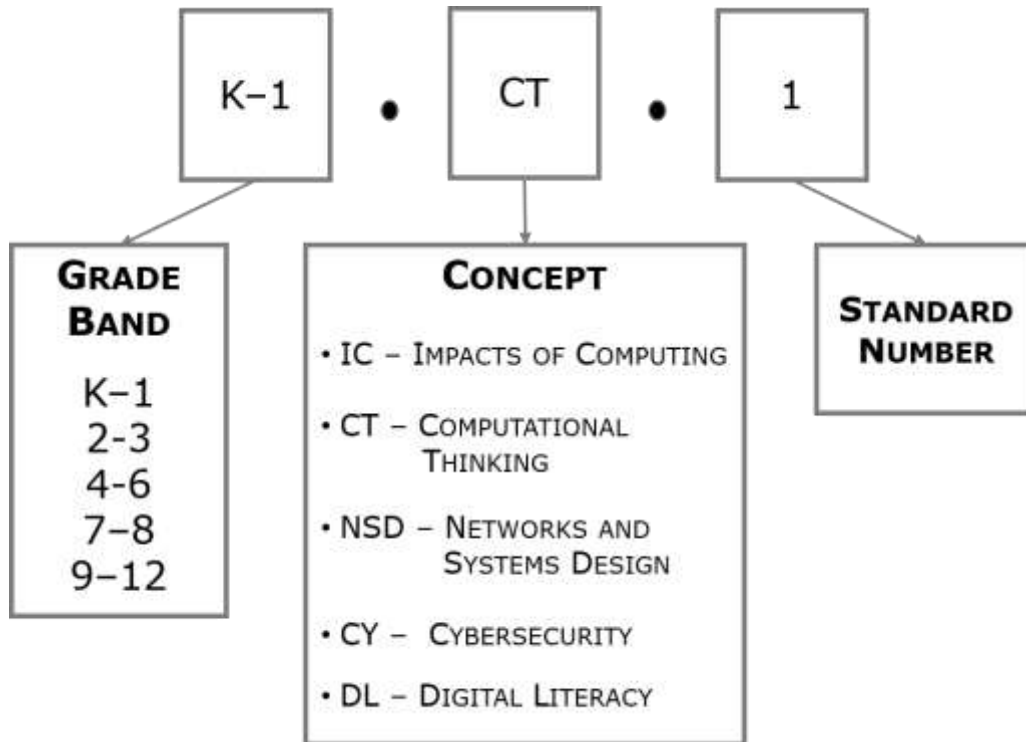 K–1 • CT • 1
GRADE
BAND
K–1
2-3
4-6
7–8
9–12
CONCEPT
• IC – IMPACTS OF COMPUTING
• CT – COMPUTATIONAL
THINKING
• NSD – NETWORKS AND
SYSTEMS DESIGN
• CY – CYBERSECURITY
• DL – DIGITAL LITERACY
STANDARD
NUMBER